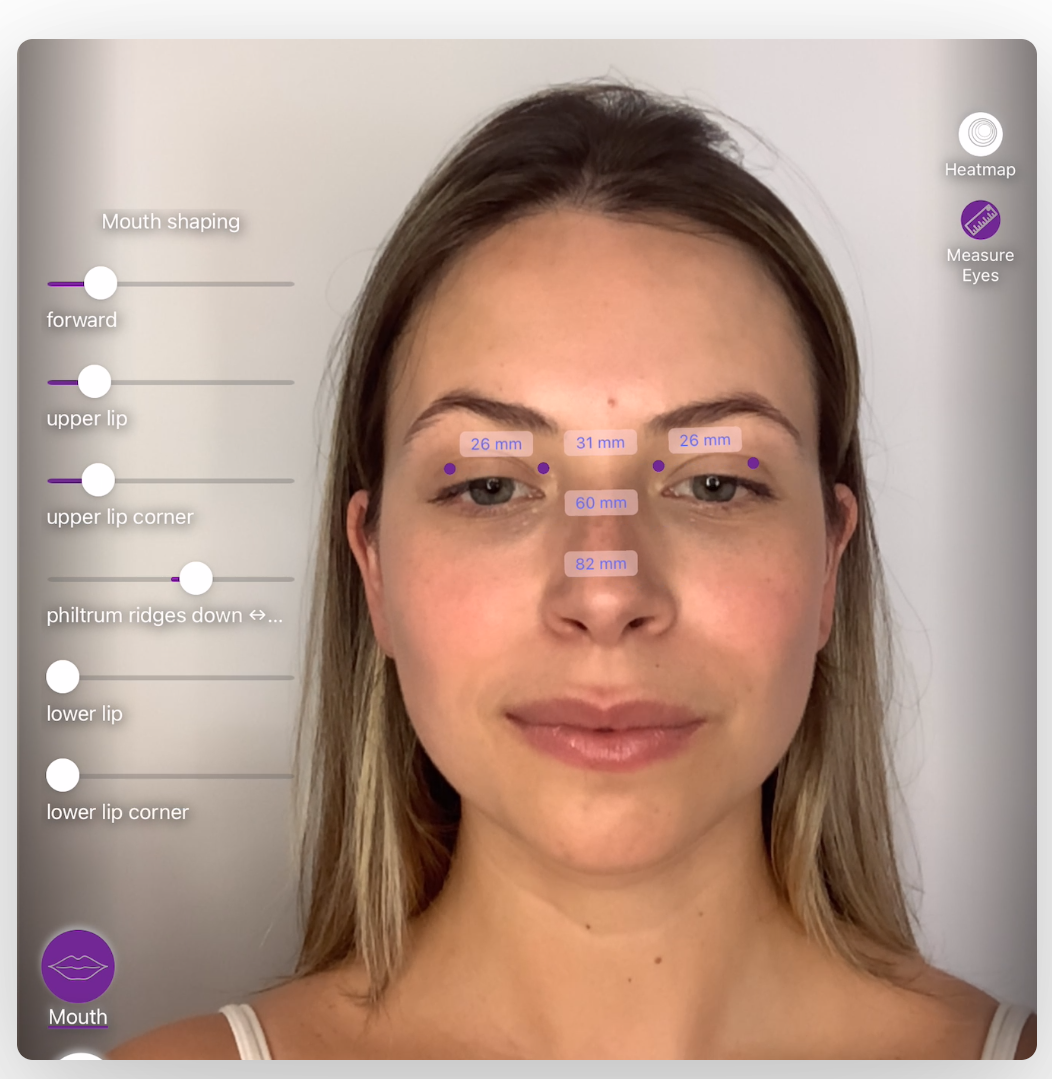 Heatmap
Measure
Eyes
Mouth shaping
forward
upper lip
upper lip corner
philtrum ridges down ↔...
lower lip
lower lip corner
Mouth
26 mm
31 mm
26 mm
60 mm
82 mm